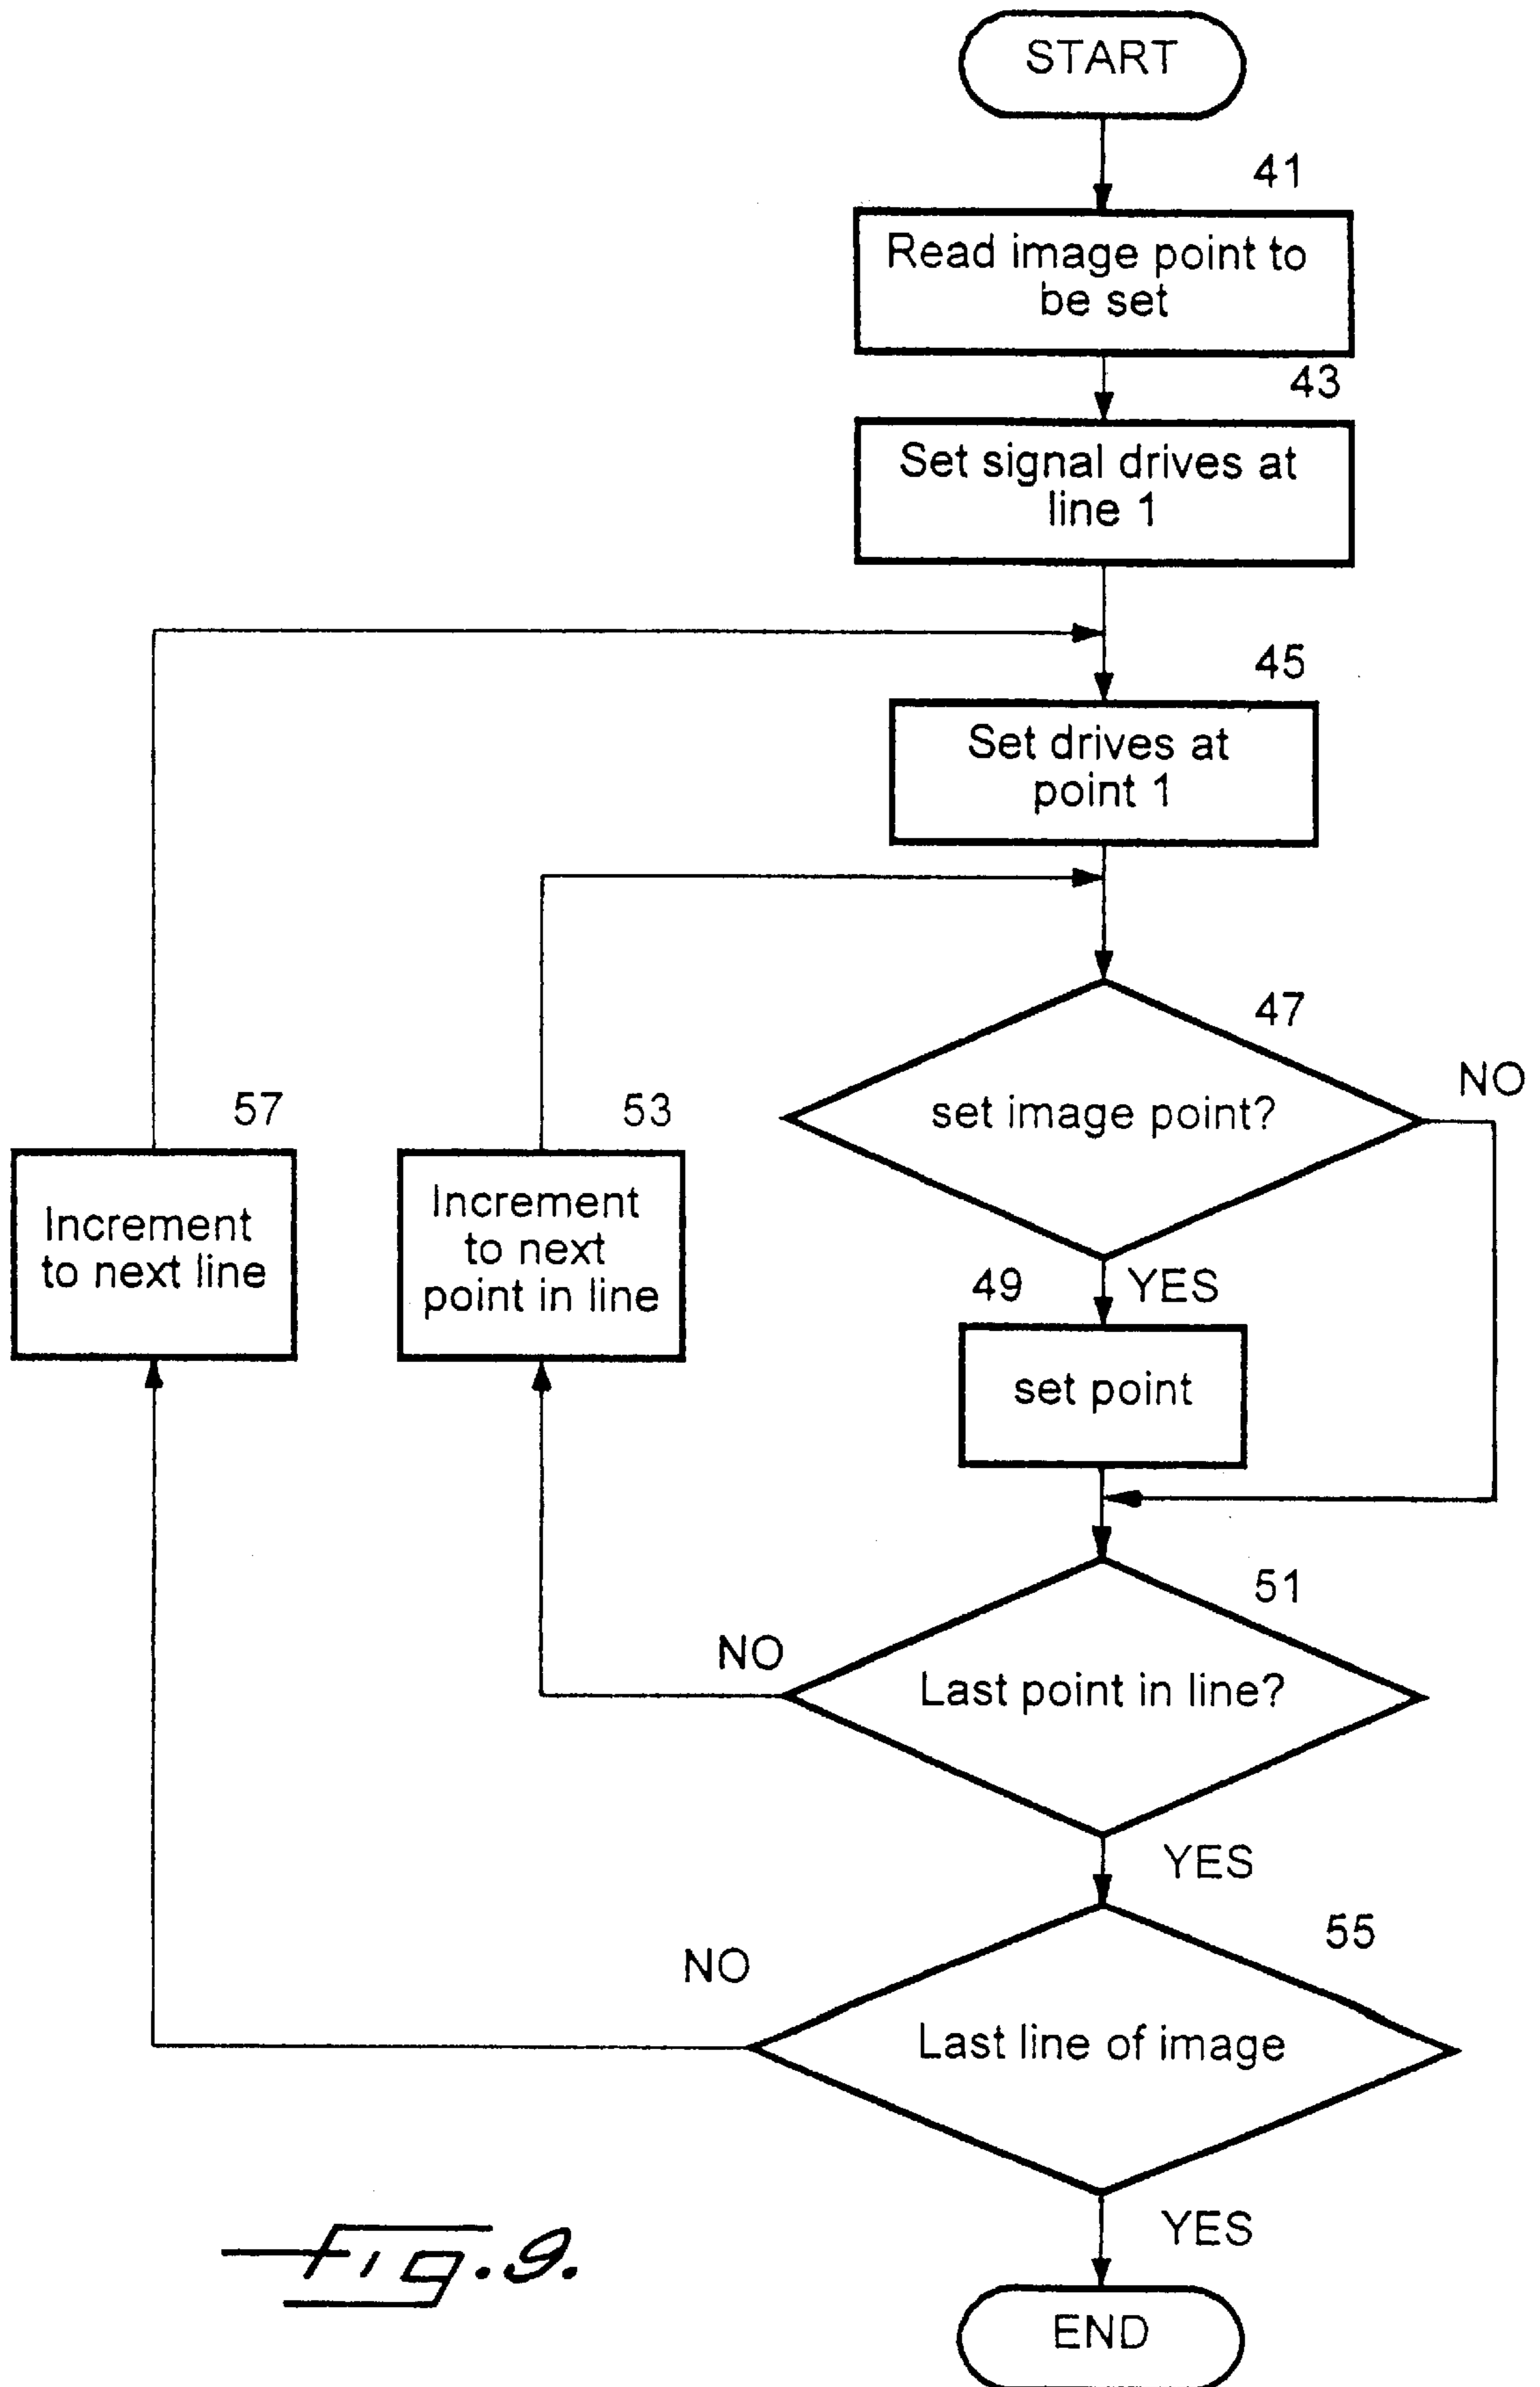 START
41
Read image point to
be set
43
Set signal drives at
line 1
45
Set drives at
point 1
47
set image point?
NO
57
Increment
to next line
53
Increment
to next
point in line
YES
49
set point
51
Last point in line?
NO
YES
55
Last line of image
NO
YES
END
Fig. 9.